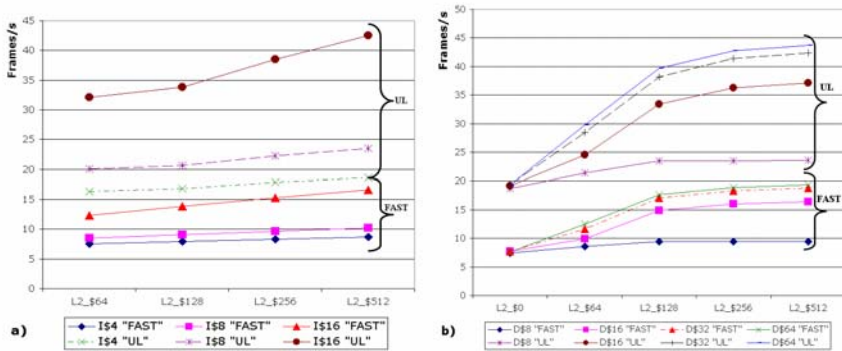 Frames/s
45
40
35
30
25
20
15
10
5
0
UL
FAST
L2_$64 L2_$128 L2_$256 L2_$512
a)
I$4 "FAST" I$8 "FAST" I$16 "FAST"
I$4 "UL" I$8 "UL" I$16 "UL"
Frames/s
50
45
40
35
30
25
20
15
10
5
0
UL
FAST
L2_$0 L2_$64 L2_$128 L2_$256 L2_$512
b)
D$8 "FAST" D$16 "FAST" D$32 "FAST" D$64 "FAST"
D$8 "UL" D$16 "UL" D$32 "UL" D$64 "UL"